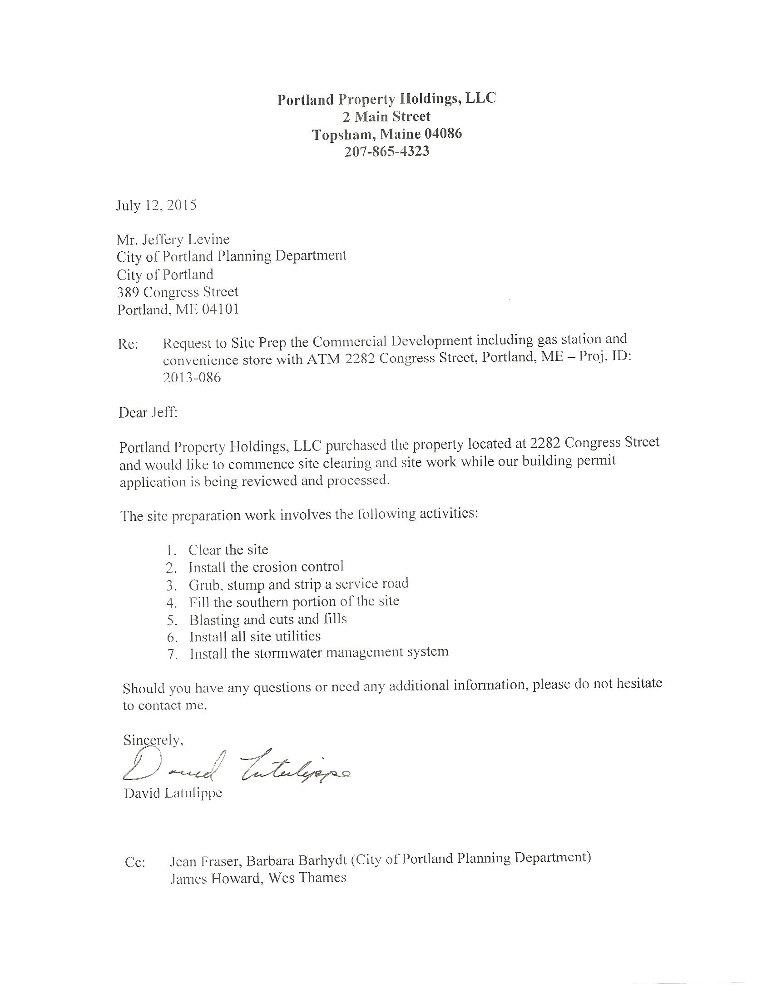 Portland Property Holdings, LLC
2 Main Street
Topsham, Maine 04086
207-865-4323
July 12, 2015
Mr. Jeffery Levine
City of Portland Planning Department
City of Portland
389 Congress Street
Portland, ME 04101
Re: Request to Site Prep the Commercial Development including gas station and
convenience store with ATM 2282 Congress Street, Portland, ME – Proj. ID:
2013-086
Dear Jeff:
Portland Property Holdings, LLC purchased the property located at 2282 Congress Street
and would like to commence site clearing and site work while our building permit
application is being reviewed and processed.
The site preparation work involves the following activities:
1. Clear the site
2. Install the erosion control
3. Grub, stump and strip a service road
4. Fill the southern portion of the site
5. Blasting and cuts and fills
6. Install all site utilities
7. Install the stormwater management system
Should you have any questions or need any additional information, please do not hesitate
to contact me.
Sincerely,
David Latulippe
David Latulippe
Cc: Jean Fraser, Barbara Barhydt (City of Portland Planning Department)
James Howard, Wes Thames